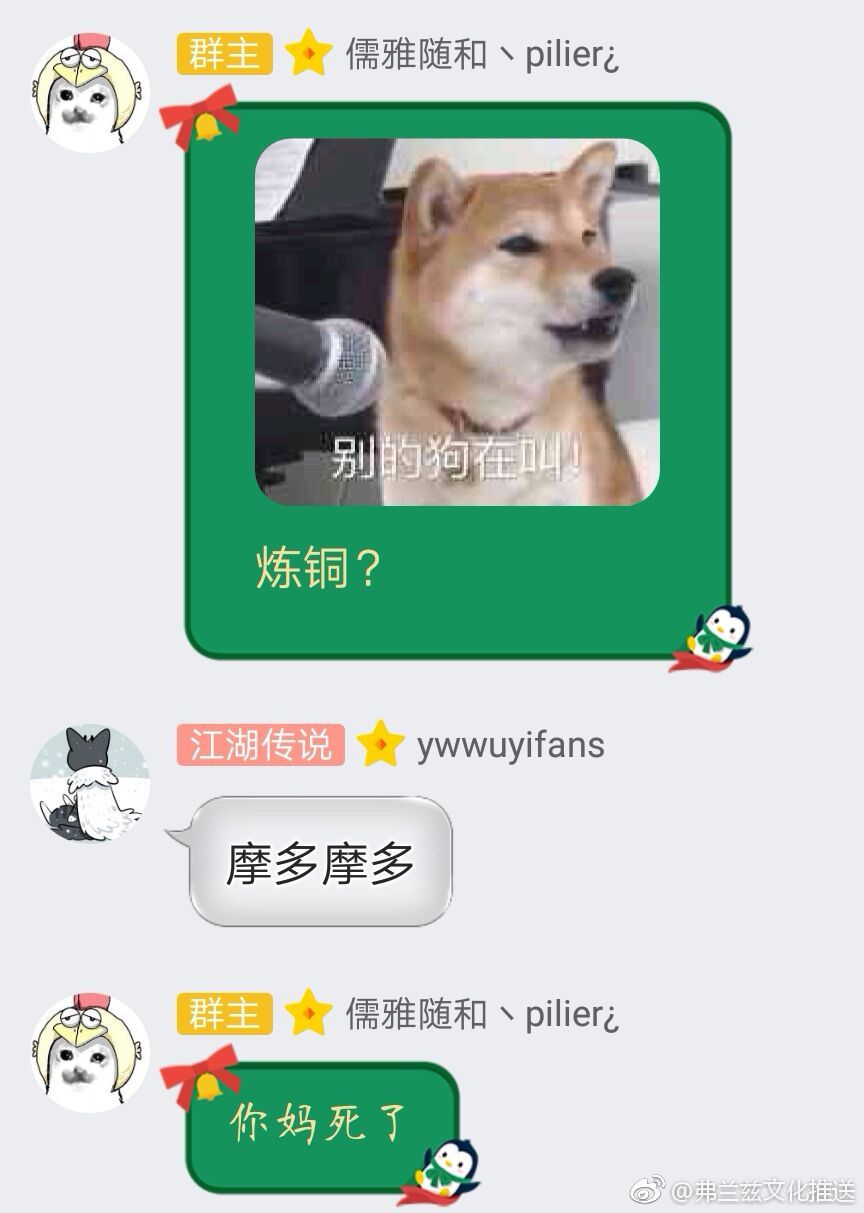 群主 儒雅随和丶pilier¿
别的狗在叫!
炼铜？
江湖传说 ywwuyifans
摩多摩多
群主 儒雅随和丶pilier¿
你妈死了
@弗兰兹文化推送